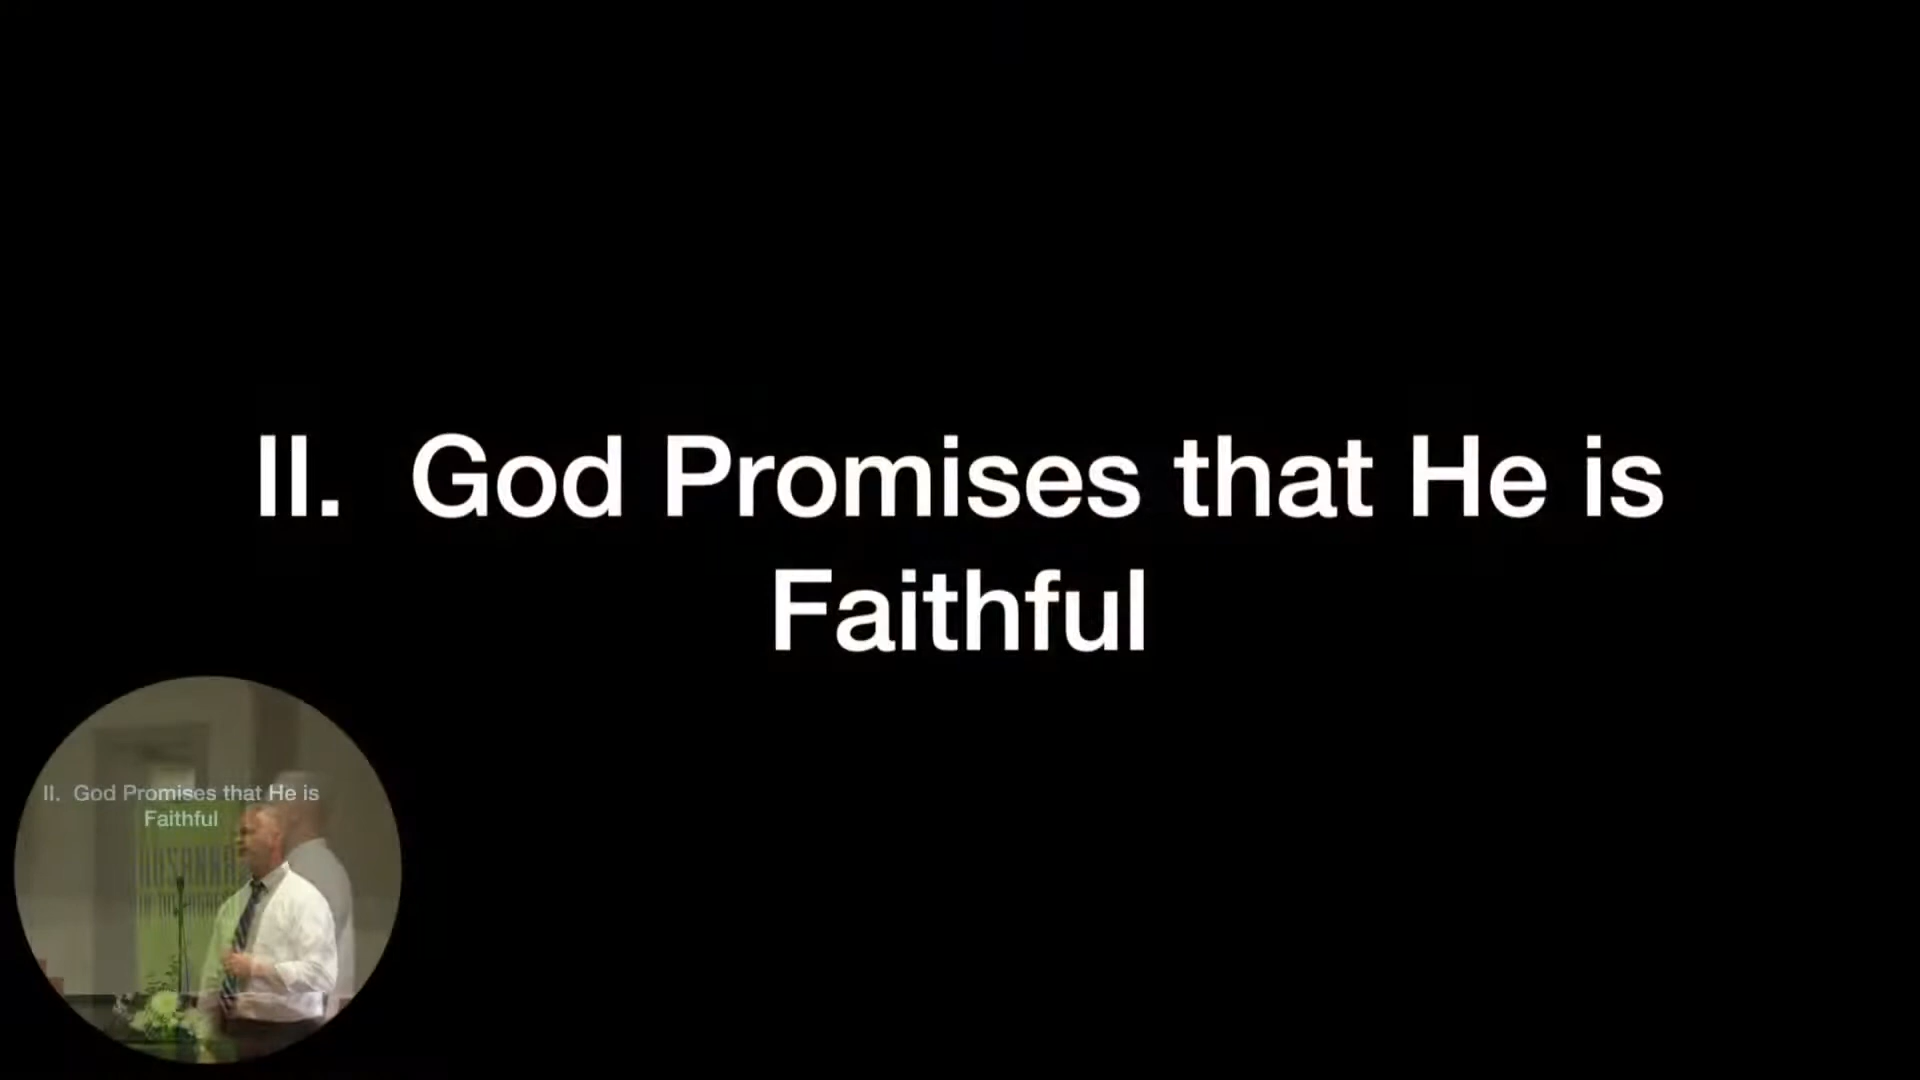 II. God Promises that He is
Faithful
II. God Promises that He is
Faithful